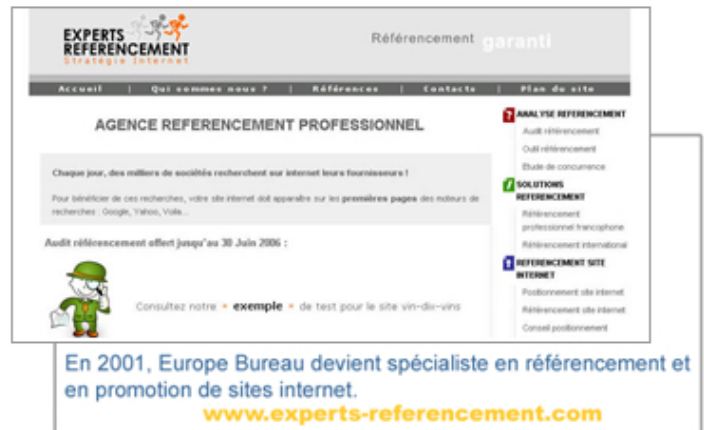 EXPERTS
REFERENCEMENT
Stratégie Internet
Référencement garanti
Accueil | Qui sommes nous ? | Références | Contacts | Plan du site
AGENCE REFERENCEMENT PROFESSIONNEL
Chaque jour, des milliers de sociétés recherchent sur internet leurs fournisseurs !
Pour bénéficier de ces recherches, votre site internet doit apparaître sur les premières pages des moteurs de
recherches : Google, Yahoo, Voila...
Audit référencement offert jusqu'au 30 Juin 2006 :
Consultez notre exemple de test pour le site vin-dix-vins
ANALYSE REFERENCEMENT
Audit référencement
Outil référencement
Etude de concurrence
SOLUTIONS
REFERENCEMENT
Référencement
professionnel francophone
Référencement international
REFERENCEMENT SITE
INTERNET
Positionnement site internet
Référencement site internet
Conseil positionnement
En 2001, Europe Bureau devient spécialiste en référencement et
en promotion de sites internet.
www.experts-referencement.com